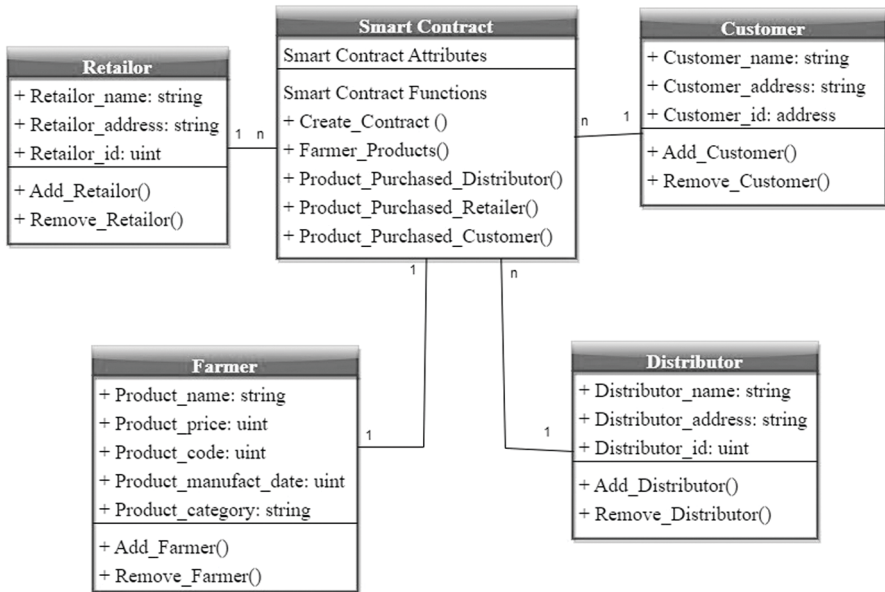 Smart Contract
Smart Contract Attributes
Smart Contract Functions
+ Create_Contract ()
+ Farmer_Products()
+ Product_Purchased_Distributor()
+ Product_Purchased_Retailer()
+ Product_Purchased_Customer()
Customer
+ Customer_name: string
+ Customer_address: string
+ Customer_id: address
+ Add_Customer()
+ Remove_Customer()
Retailor
+ Retailor_name: string
+ Retailor_address: string
+ Retailor_id: uint
+ Add_Retailor()
+ Remove_Retailor()
1 n
n 1
1
n
Farmer
+ Product_name: string
+ Product_price: uint
+ Product_code: uint
+ Product_manufact_date: uint
+ Product_category: string
+ Add_Farmer()
+ Remove_Farmer()
1
1
Distributor
+ Distributor_name: string
+ Distributor_address: string
+ Distributor_id: uint
+ Add_Distributor()
+ Remove_Distributor()